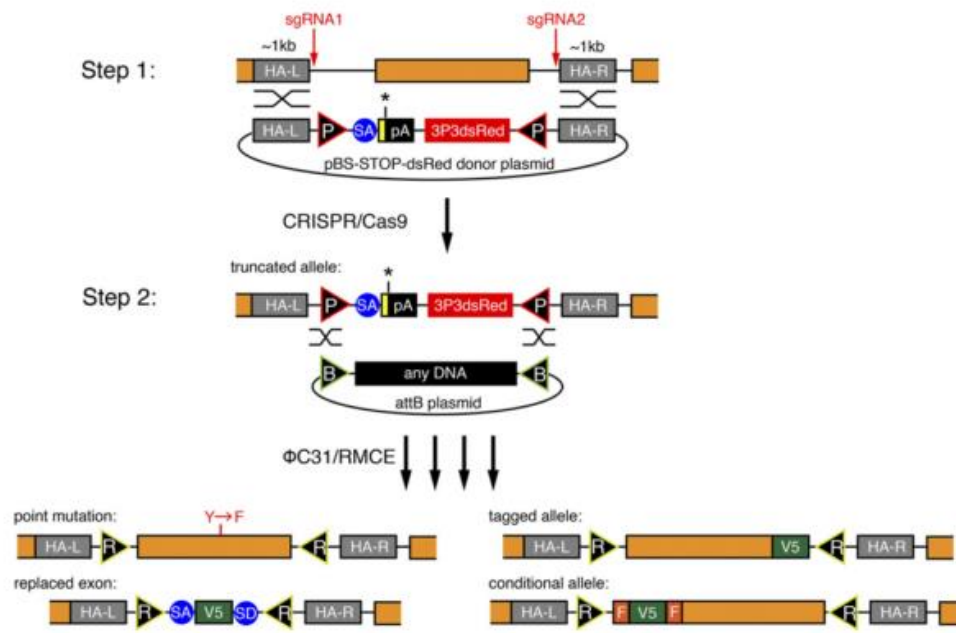 sgRNA1 sgRNA2
~1kb ~1kb
Step 1:
HA-L HA-R
*
HA-L P SA pA 3P3dsRed P HA-R
pBS-STOP-dsRed donor plasmid
CRISPR/Cas9
truncated allele: *
Step 2:
HA-L P SA pA 3P3dsRed P HA-R
B any DNA B
attB plasmid
ΦC31/RMCE
point mutation: Y→F
HA-L R R HA-R
replaced exon:
HA-L R SA V5 SD R HA-R
tagged allele:
HA-L R V5 R HA-R
conditional allele:
HA-L R F V5 F R HA-R